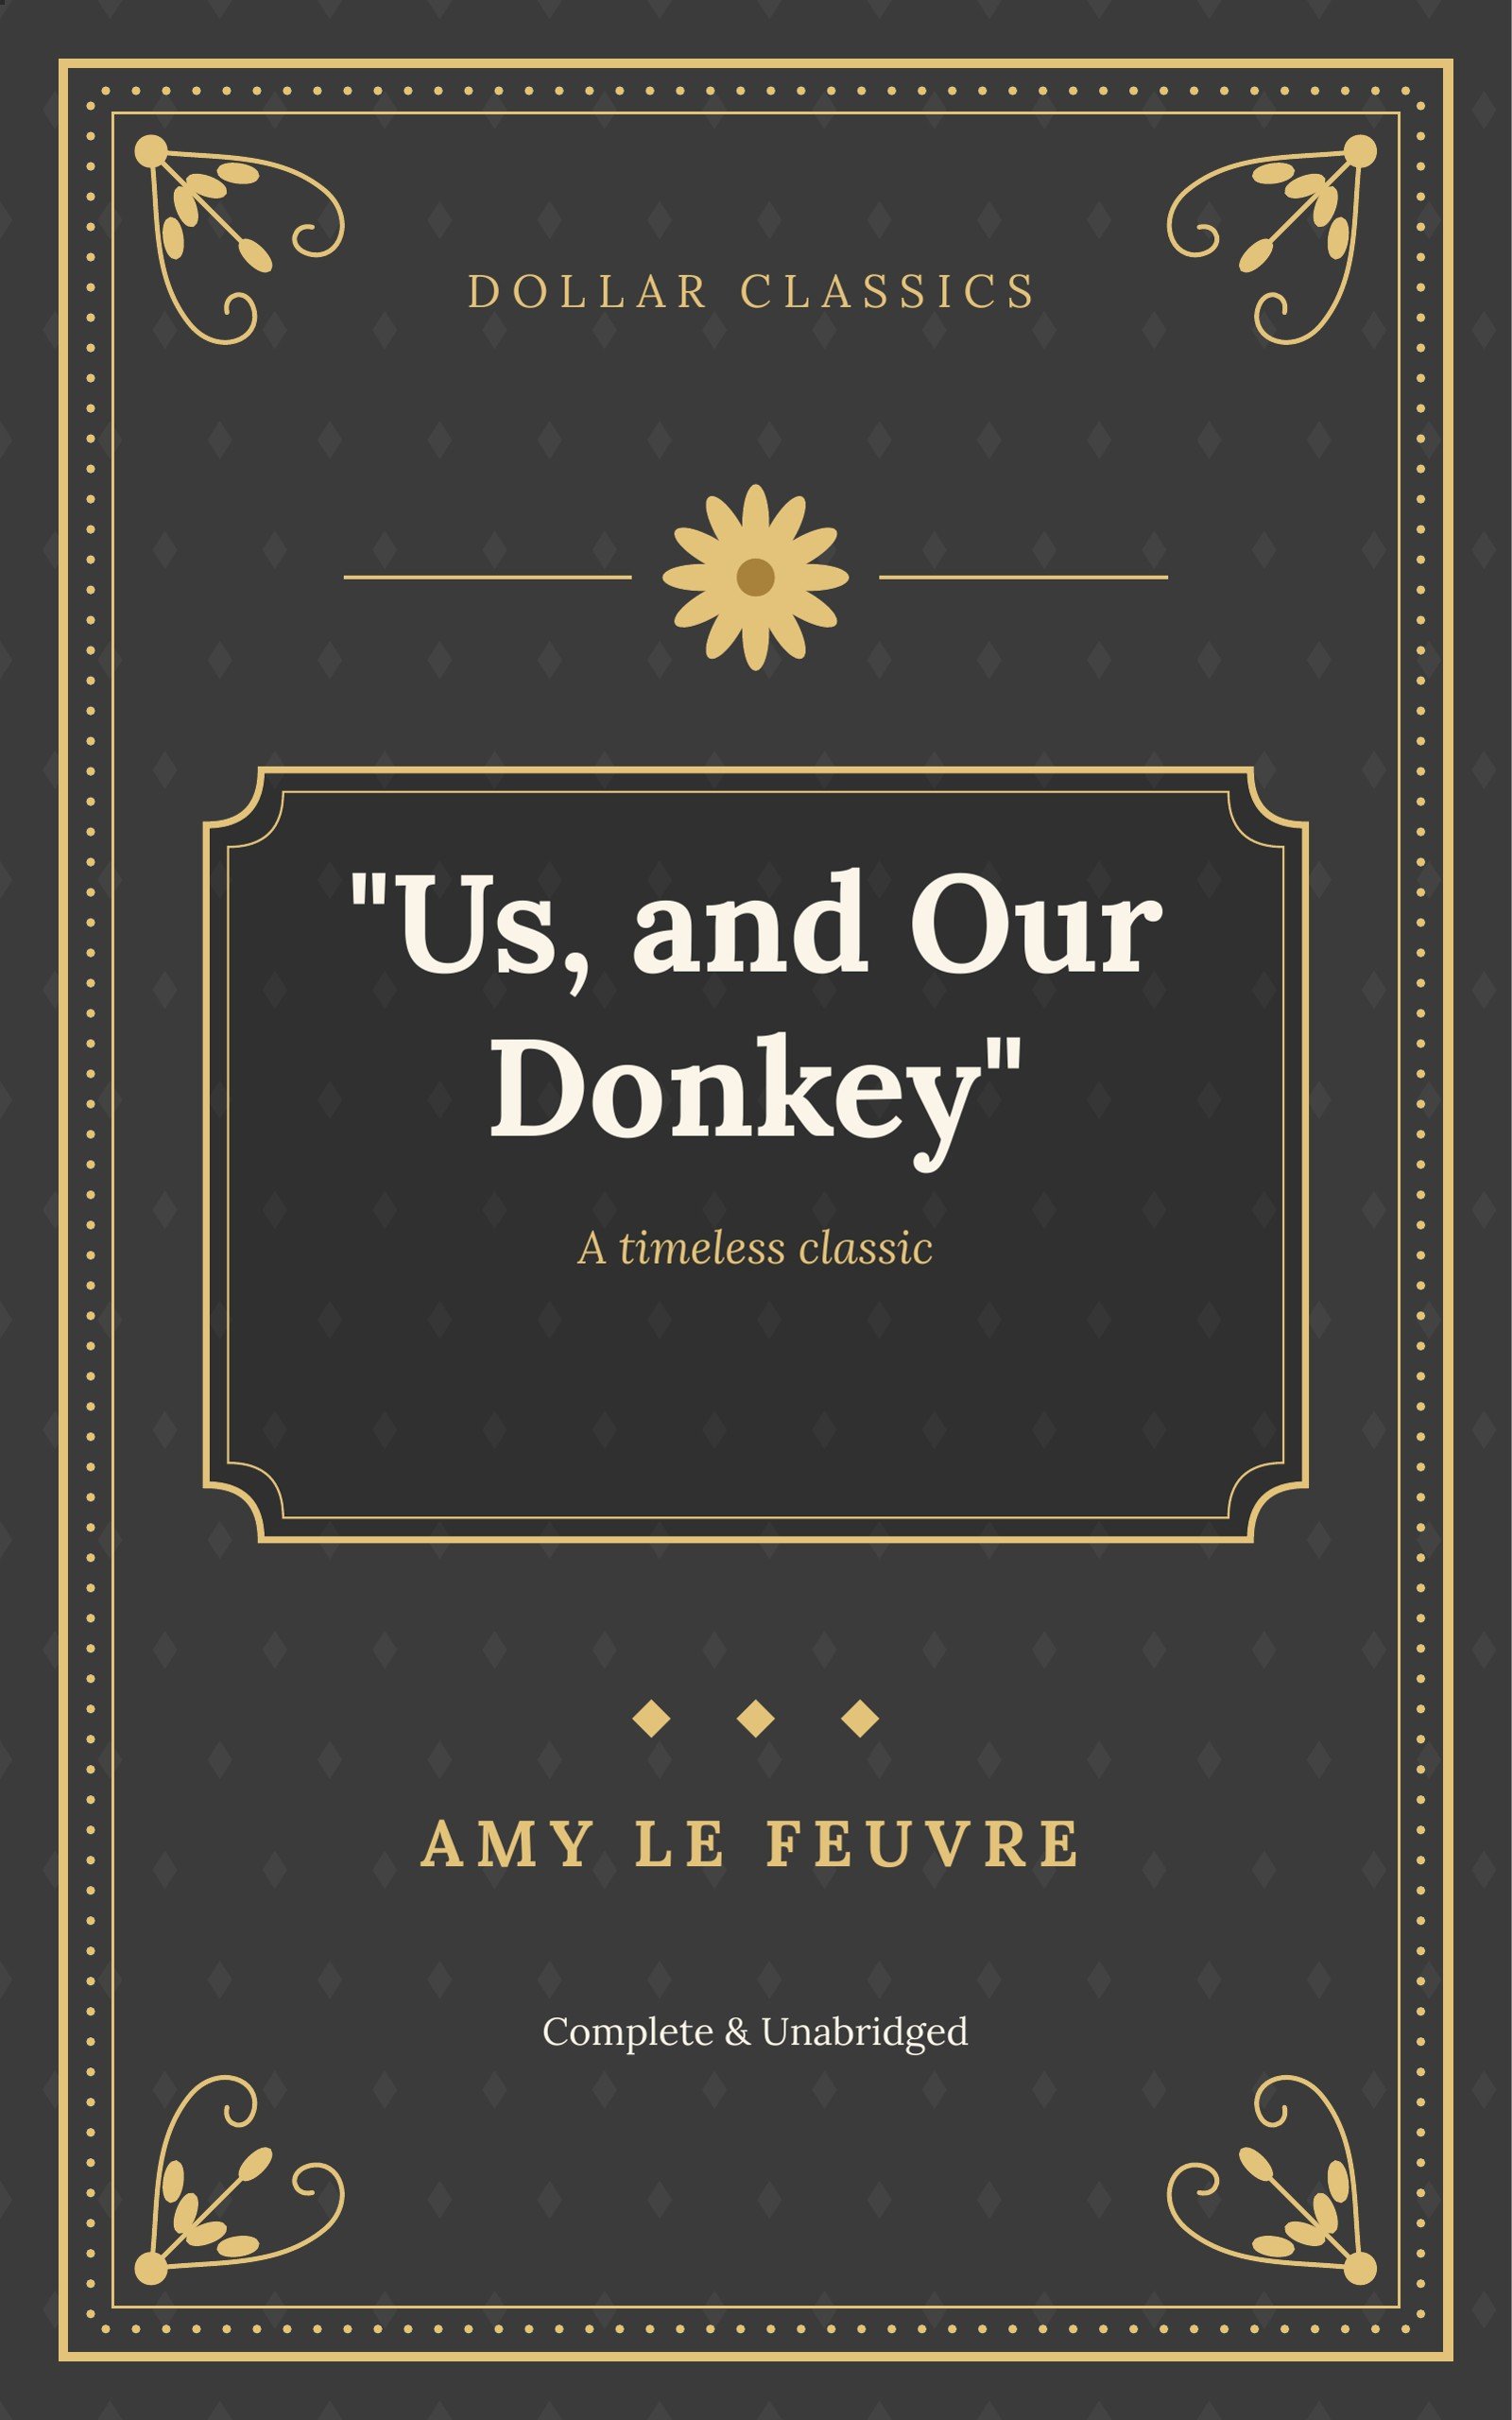 DOLLAR CLASSICS
"Us, and Our
Donkey"
A timeless classic
AMY LE FEUVRE
Complete & Unabridged